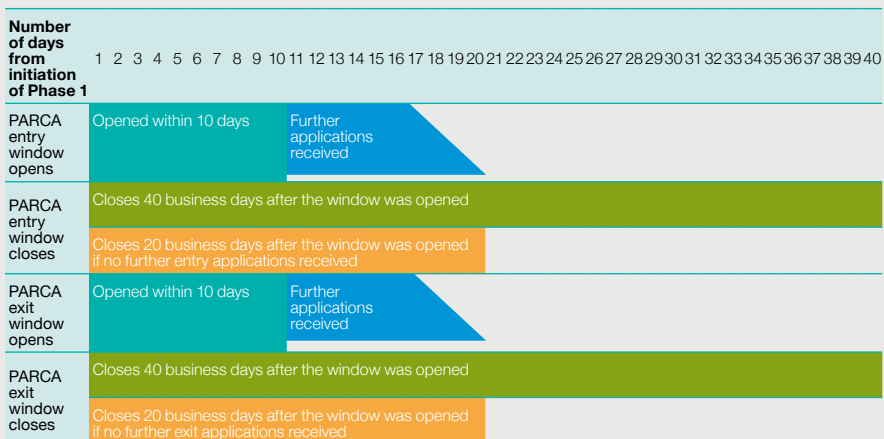 Number
of days
from
initiation
of Phase 1
1 2 3 4 5 6 7 8 9 10 11 12 13 14 15 16 17 18 19 20 21 22 23 24 25 26 27 28 29 30 31 32 33 34 35 36 37 38 39 40
PARCA
entry
window
opens
Opened within 10 days
Further
applications
received
PARCA
entry
window
closes
Closes 40 business days after the window was opened
Closes 20 business days after the window was opened
if no further entry applications received
PARCA
exit
window
opens
Opened within 10 days
Further
applications
received
PARCA
exit
window
closes
Closes 40 business days after the window was opened
Closes 20 business days after the window was opened
if no further exit applications received